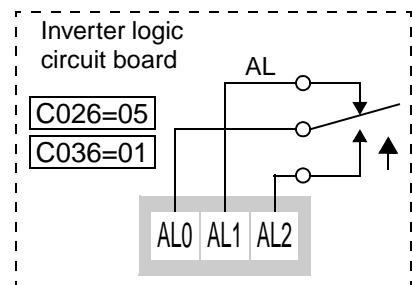 Inverter logic
circuit board
AL
C026=05
C036=01
AL0 AL1 AL2